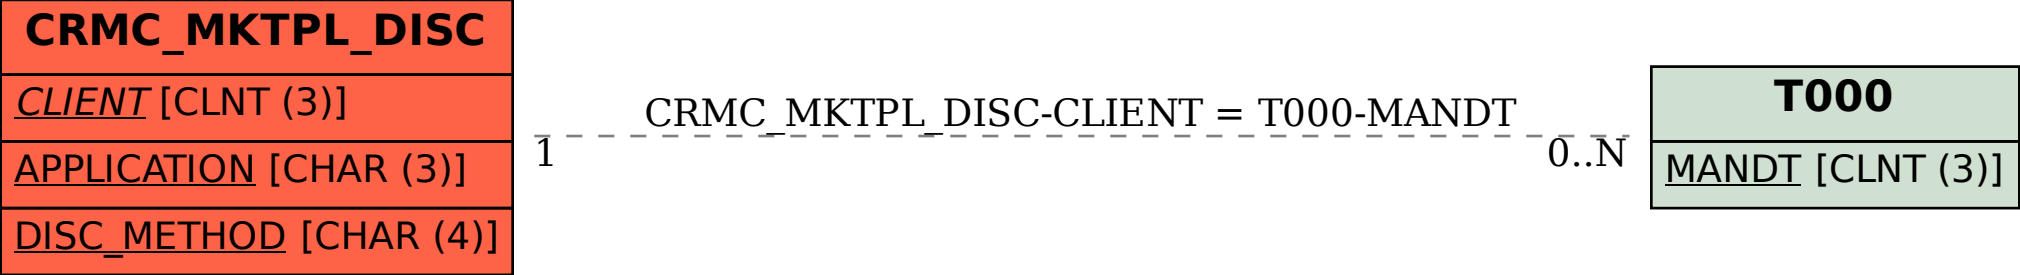 CRMC_MKTPL_DISC
CLIENT [CLNT (3)]
APPLICATION [CHAR (3)]
DISC_METHOD [CHAR (4)]
CRMC_MKTPL_DISC-CLIENT = T000-MANDT
1
0..N
T000
MANDT [CLNT (3)]